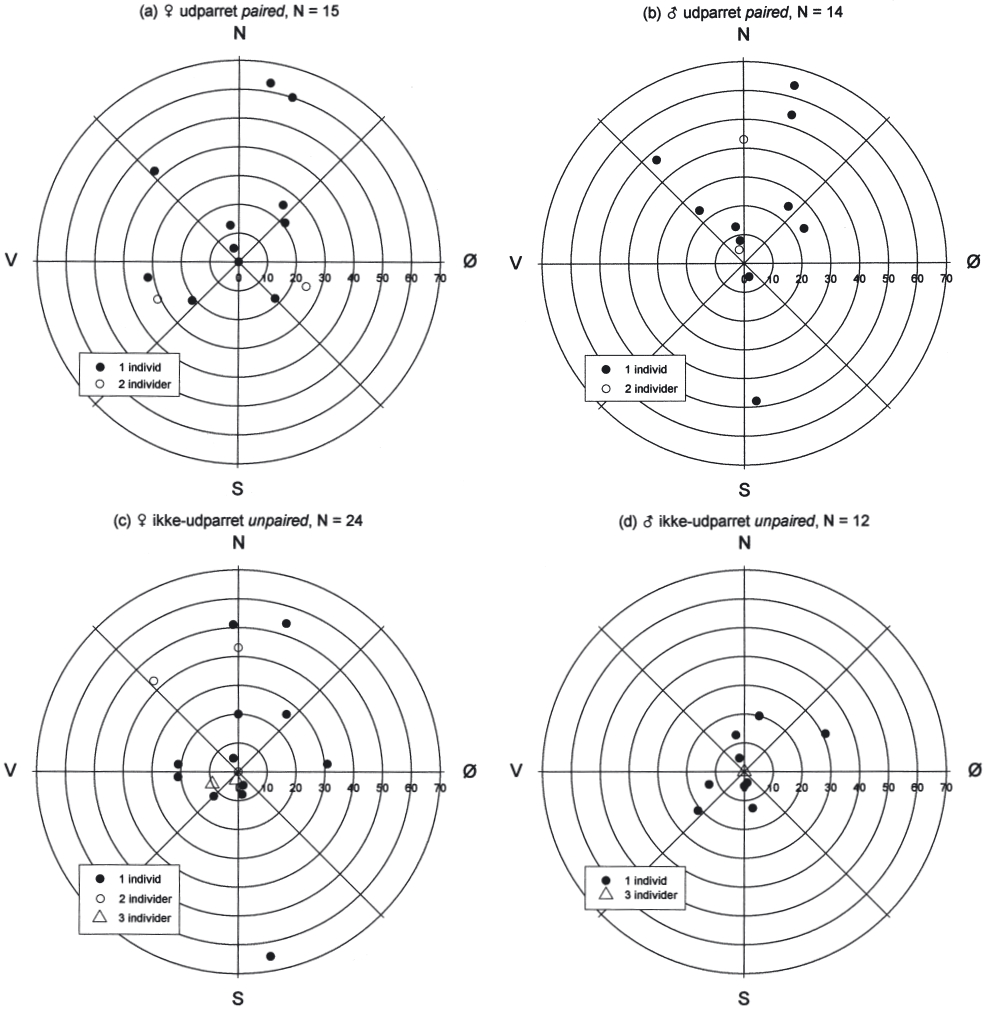 (a) ♀ udparret paired, N = 15
N
V
Ø
0 10 20 30 40 50 60 70
1 individ
2 individer
S
(b) ♂ udparret paired, N = 14
N
V
Ø
0 10 20 30 40 50 60 70
1 individ
2 individer
S
(c) ♀ ikke-udparret unpaired, N = 24
N
V
Ø
10 20 30 40 50 60 70
1 individ
2 individer
3 individer
S
(d) ♂ ikke-udparret unpaired, N = 12
N
V
Ø
10 20 30 40 50 60 70
1 individ
3 individer
S